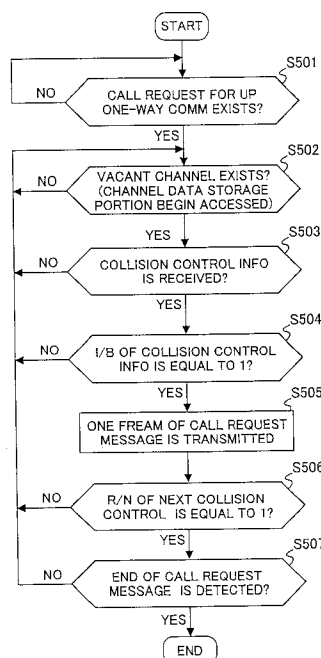 START
S501
NO
CALL REQUEST FOR UP
ONE-WAY COMM EXISTS?
YES
S502
NO
VACANT CHANNEL EXISTS?
(CHANNEL DATA STORAGE
PORTION BEGIN ACCESSED)
YES
S503
NO
COLLISION CONTROL INFO
IS RECEIVED?
YES
S504
NO
I/B OF COLLISION CONTROL
INFO IS EQUAL TO 1?
YES
S505
ONE FREAM OF CALL REQUEST
MESSAGE IS TRANSMITTED
S506
NO
R/N OF NEXT COLLISION
CONTROL IS EQUAL TO 1?
YES
S507
NO
END OF CALL REQUEST
MESSAGE IS DETECTED?
YES
END